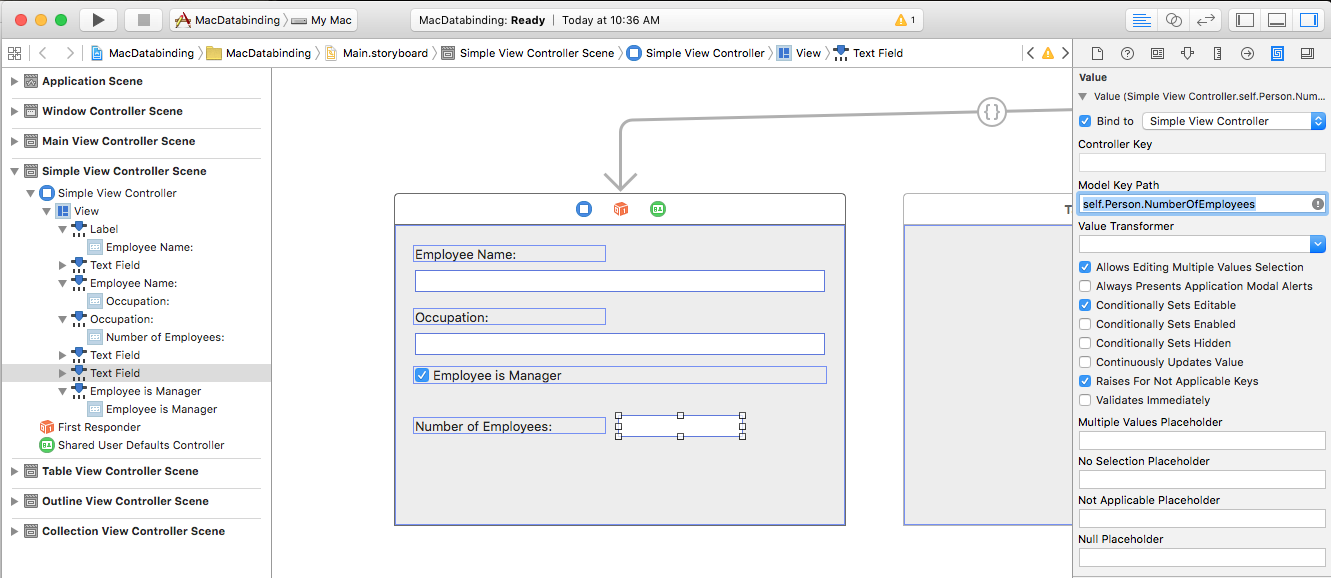 MacDatabinding My Mac
MacDatabinding: Ready | Today at 10:36 AM
1
MacDatabinding MacDatabinding Main.storyboard Simple View Controller Scene Simple View Controller View Text Field
Application Scene
Window Controller Scene
Main View Controller Scene
Simple View Controller Scene
Simple View Controller
View
Label
Employee Name:
Text Field
Employee Name:
Occupation:
Occupation:
Number of Employees:
Text Field
Text Field
Employee is Manager
Employee is Manager
First Responder
Shared User Defaults Controller
Table View Controller Scene
Outline View Controller Scene
Collection View Controller Scene
{}
Employee Name:
Occupation:
Employee is Manager
Number of Employees:
T
Value
Value (Simple View Controller.self.Person.Num...
Bind to Simple View Controller
Controller Key
Model Key Path
self.Person.NumberOfEmployees
Value Transformer
Allows Editing Multiple Values Selection
Always Presents Application Modal Alerts
Conditionally Sets Editable
Conditionally Sets Enabled
Conditionally Sets Hidden
Continuously Updates Value
Raises For Not Applicable Keys
Validates Immediately
Multiple Values Placeholder
No Selection Placeholder
Not Applicable Placeholder
Null Placeholder